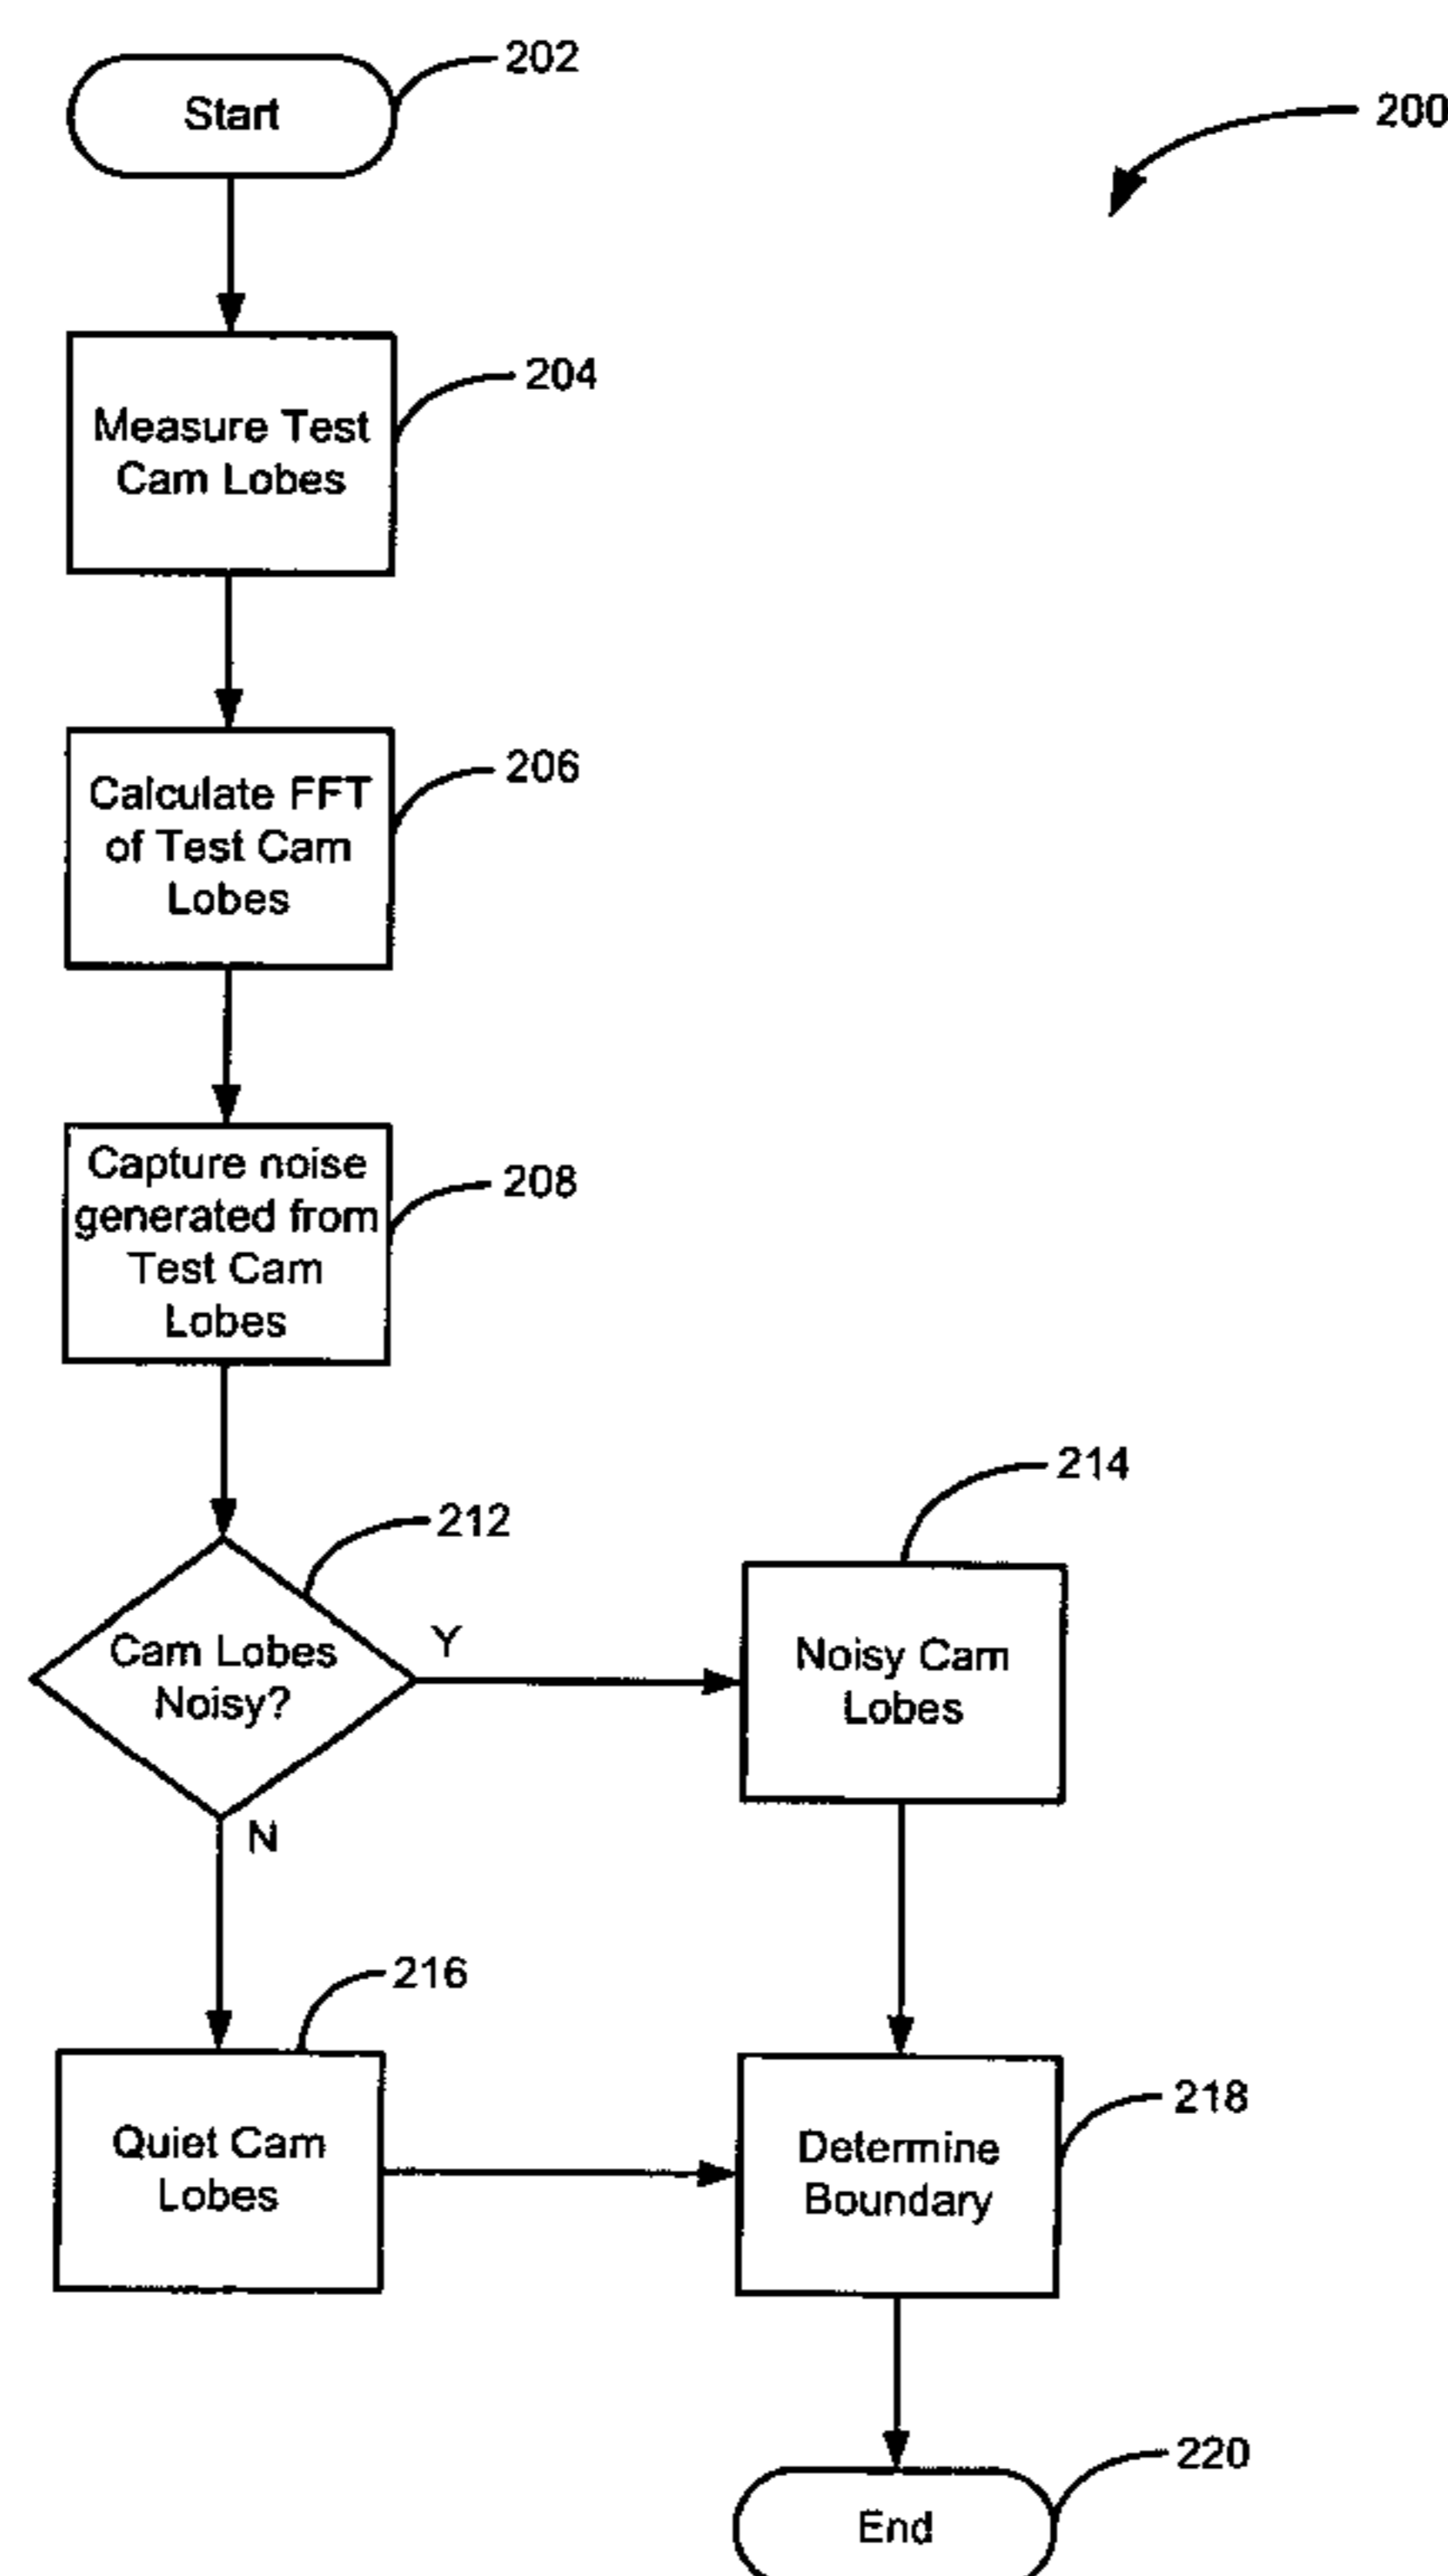 202
Start
200
204
Measure Test
Cam Lobes
206
Calculate FFT
of Test Cam
Lobes
208
Capture noise
generated from
Test Cam
Lobes
212
Cam Lobes
Noisy?
Y
N
214
Noisy Cam
Lobes
216
Quiet Cam
Lobes
218
Determine
Boundary
220
End